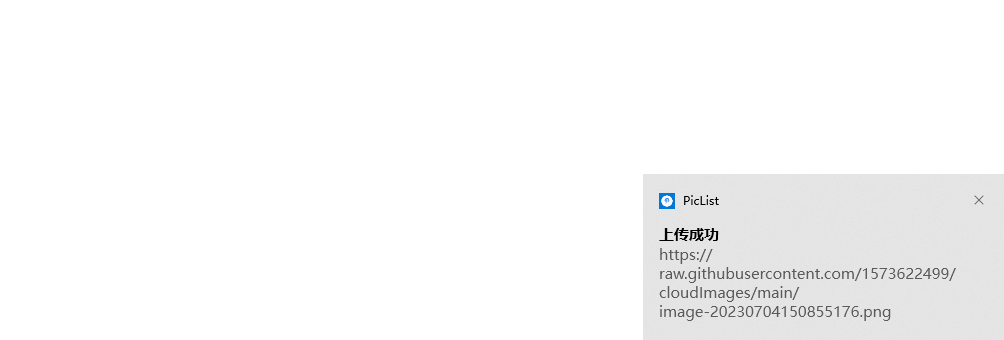 PicList
上传成功
https://
raw.githubusercontent.com/1573622499/
cloudImages/main/
image-20230704150855176.png